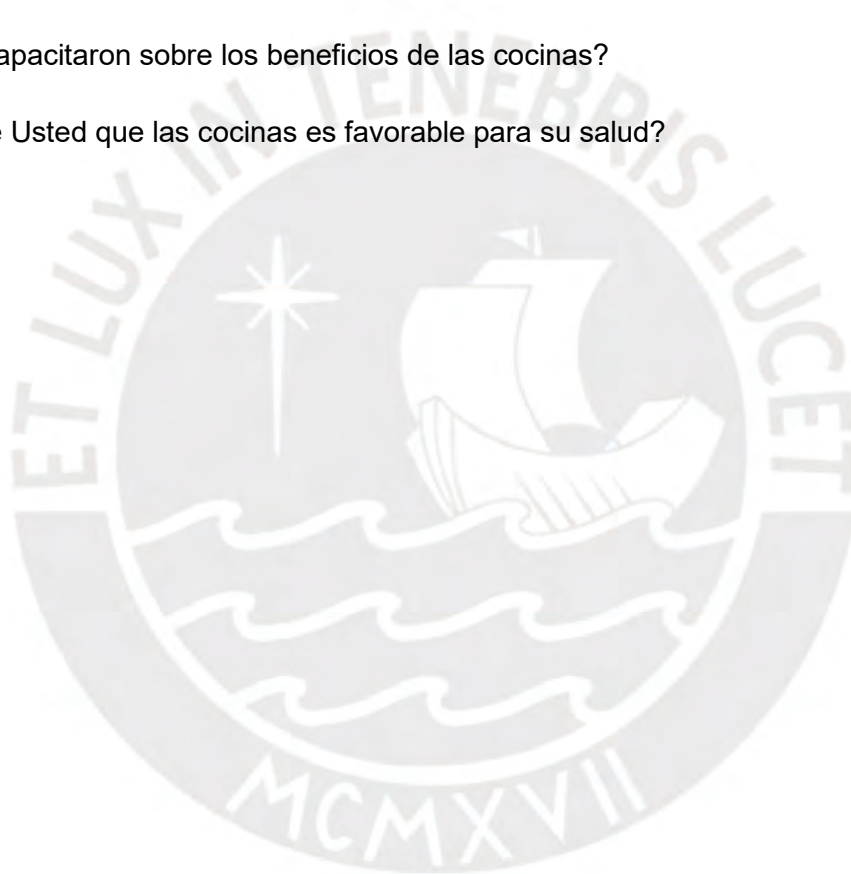 apacitaron sobre los beneficios de las cocinas?
Usted que las cocinas es favorable para su salud?
ET LUX IN TENEBRIS LUCET
MCMXVII